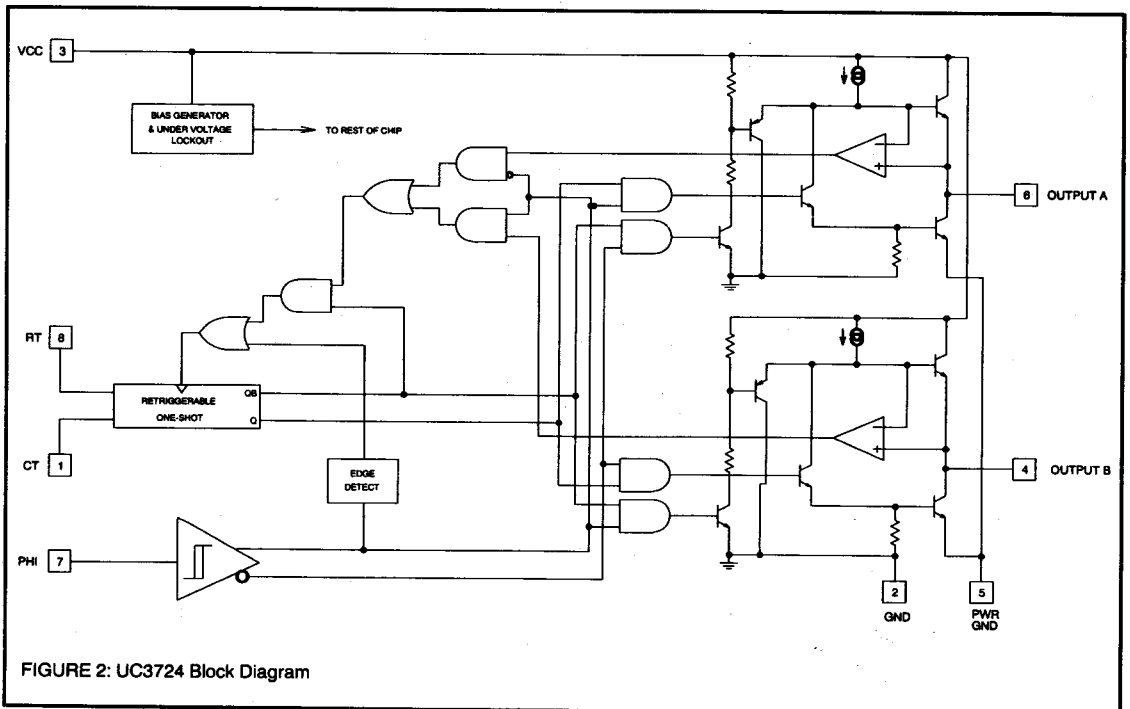 VCC 3
BIAS GENERATOR
& UNDER VOLTAGE
LOCKOUT
TO REST OF CHIP
6 OUTPUT A
RT 8
RETRIGGERABLE
ONE-SHOT
QB
Q
CT 1
EDGE
DETECT
4 OUTPUT B
PHI 7
2
GND
5
PWR
GND
FIGURE 2: UC3724 Block Diagram